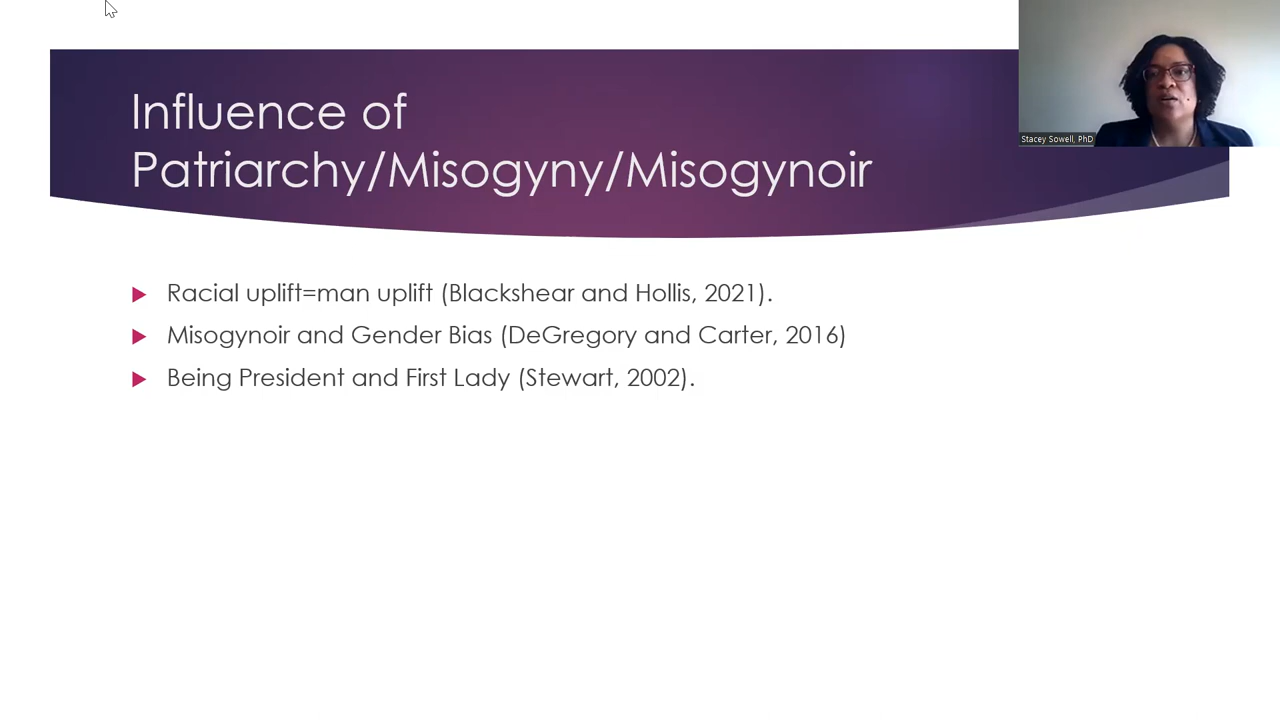 Influence of
Patriarchy/Misogyny/Misogynoir
Stacey Sowell, PhD
Racial uplift=man uplift (Blackshear and Hollis, 2021).
Misogynoir and Gender Bias (DeGregory and Carter, 2016)
Being President and First Lady (Stewart, 2002).